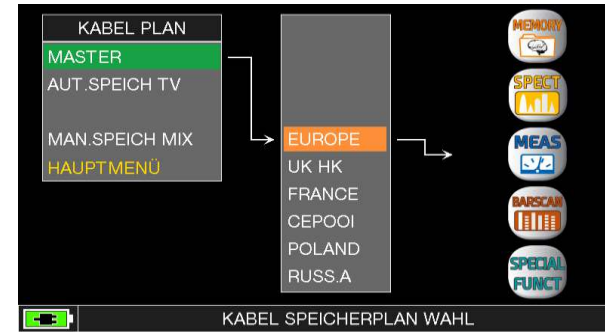 KABEL PLAN
MASTER
AUT.SPEICH TV
MAN.SPEICH MIX
HAUPTMENÜ
EUROPE
UK HK
FRANCE
CEPOOI
POLAND
RUSS.A
MEMORY
SPECT
MEAS
BARSCAN
SPECIAL
FUNCT
KABEL SPEICHERPLAN WAHL